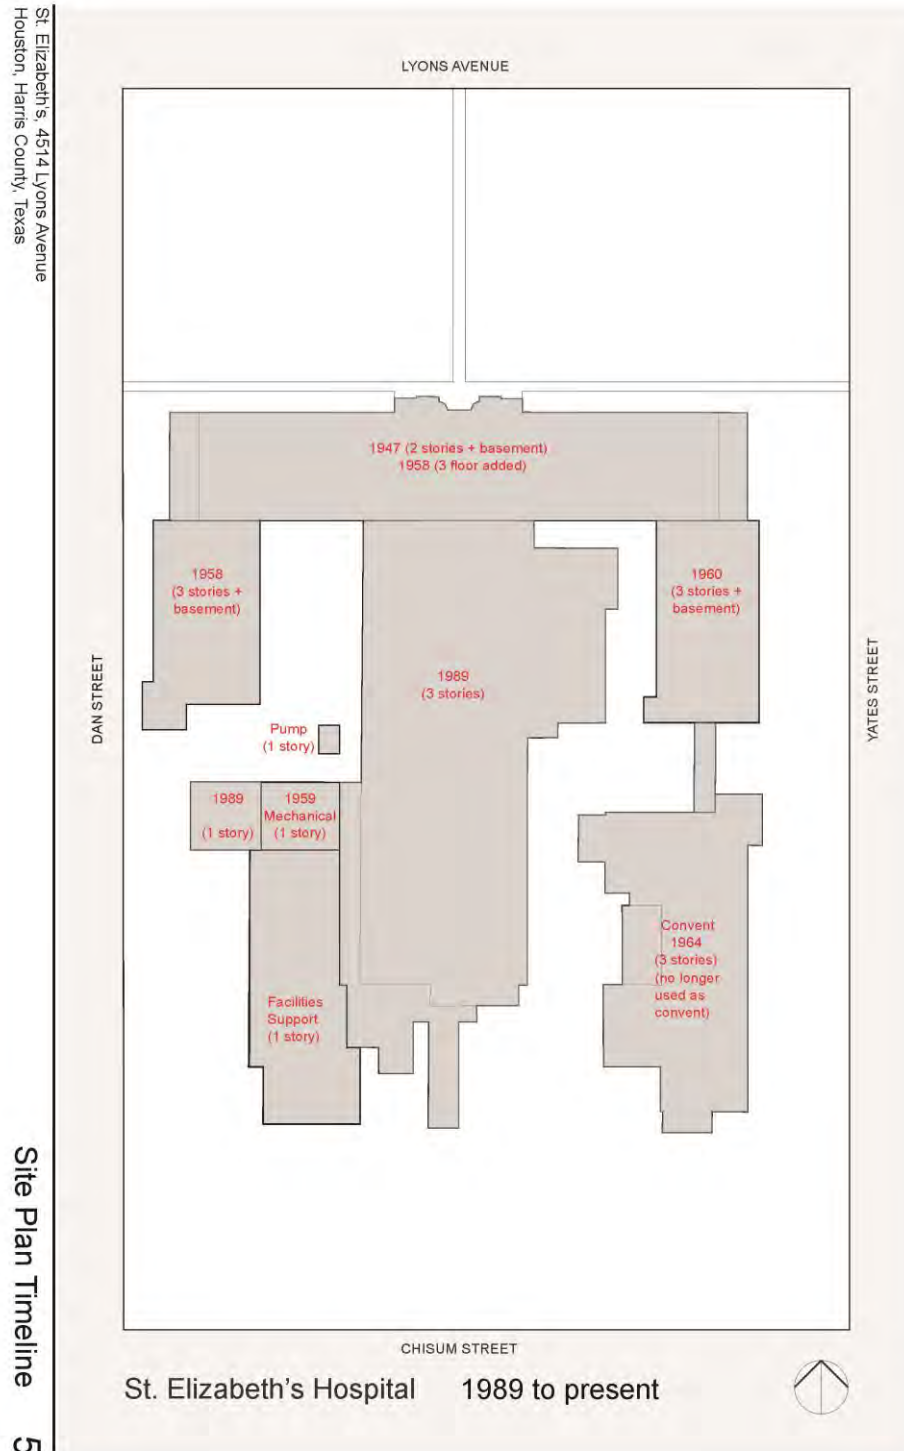 St. Elizabeth's, 4514 Lyons Avenue
Houston, Harris County, Texas
LYONS AVENUE
1947 (2 stories + basement)
1958 (3 floor added)
1958
(3 stories +
basement)
1960
(3 stories +
basement)
1989
(3 stories)
DAN STREET
YATES STREET
Pump
(1 story)
1989
(1 story)
1959
Mechanical
(1 story)
Convent
1964
(3 stories)
(no longer
used as
convent)
Facilities
Support
(1 story)
CHISUM STREET
St. Elizabeth's Hospital 1989 to present
Site Plan Timeline 5